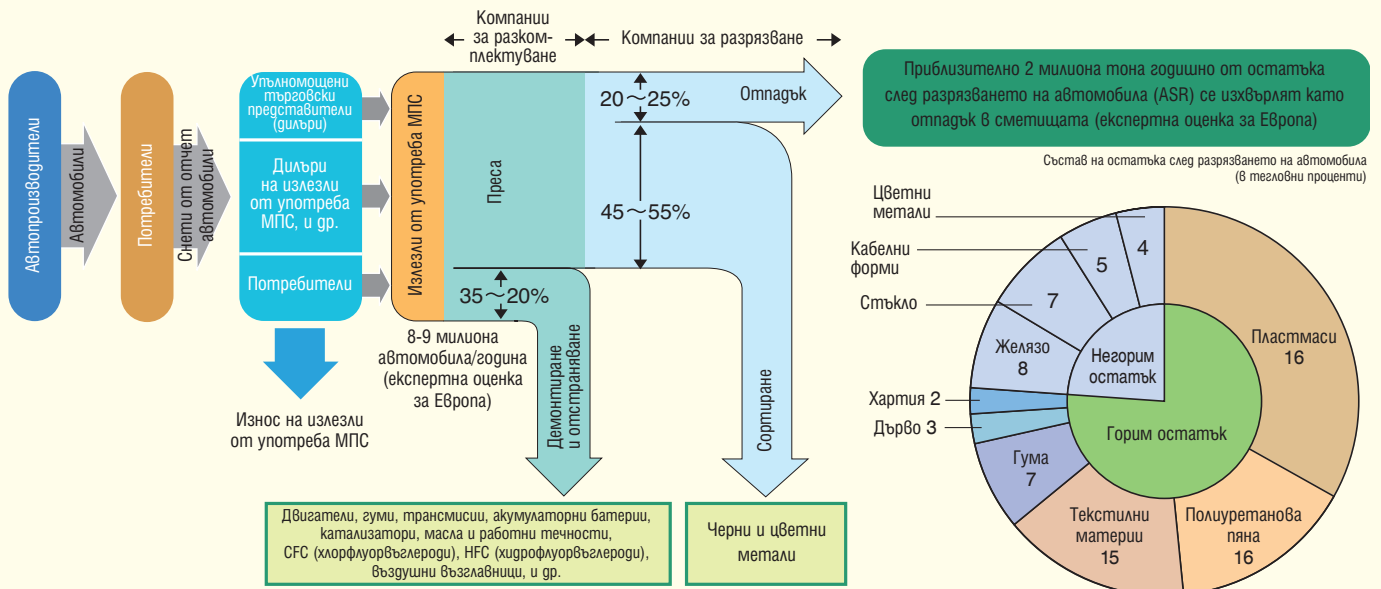 Автопроизводители
Автомобили
Потребители
Снети от отчет
автомобили
Упълномощени
търговски
представители
(дилъри)
Дилъри
на излезли
от употреба
МПС, и др.
Потребители
Износ на излезли
от употреба МПС
Излезли от употреба МПС
8-9 милиона
автомобила/година
(експертна оценка
за Европа)
Компании
за разком-
плектуване
Компании за разрязване
Преса
20～25%
Отпадък
45～55%
35～20%
Демонтиране
и отстраняване
Сортиране
Двигатели, гуми, трансмисии, акумулаторни батерии,
катализатори, масла и работни течности,
CFC (хлорфлуорвъглероди), HFC (хидрофлуорвъглероди),
въздушни възглавници, и др.
Черни и цветни
метали
Приблизително 2 милиона тона годишно от остатъка
след разрязването на автомобила (ASR) се изхвърлят като
отпадък в сметищата (експертна оценка за Европа)
Състав на остатъка след разрязването на автомобила
(в тегловни проценти)
Цветни
метали
4
Кабелни
форми
5
Стъкло
7
Желязо
8
Негорим
остатък
Хартия 2
Дърво 3
Горим остатък
Гума
7
Текстилни
материи
15
Полиуретанова
пяна
16
Пластмаси
16